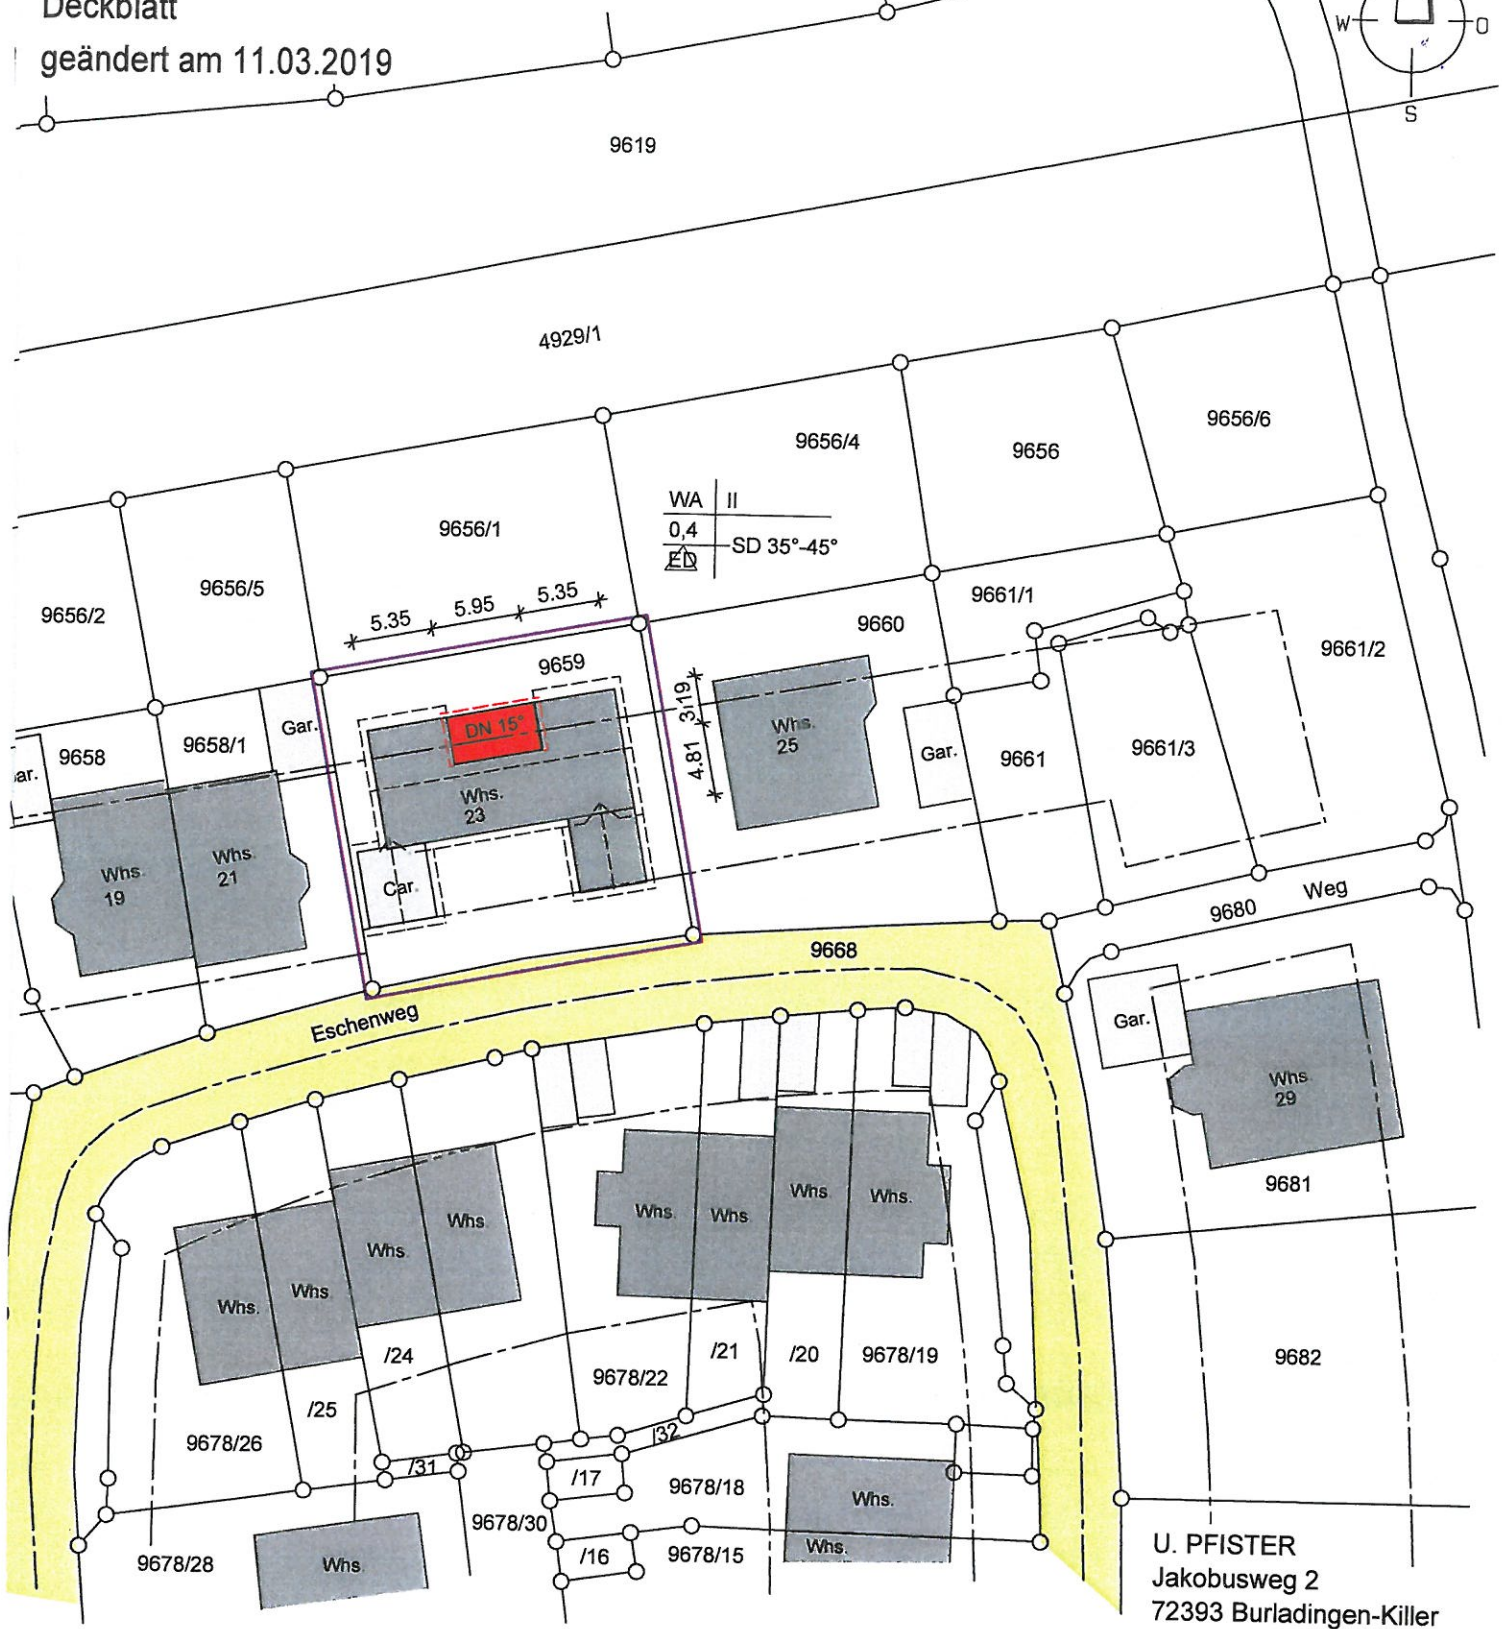 Deckblatt
geändert am 11.03.2019
W O
S
9619
4929/1
9656/6
9656/4
9656
WA II
0,4
ED SD 35°-45°
9656/1
9656/5
9656/2
5.35 5.95 5.35
9661/1
9660
9661/2
9659
3.19
4.81
DN 15°
Gar.
9658/1
9658
Whs.
25
Gar.
9661
9661/3
Whs.
23
Whs.
21
Whs.
19
Car.
Weg
9680
9668
Eschenweg
Gar.
Whs.
29
9681
Whs.
Whs.
Whs.
Whs.
Whs.
Whs.
Whs.
Whs.
/24
/25
9678/26
9678/22
/21
/20
9678/19
9682
/32
/31
/17
9678/18
Whs.
9678/30
/16
9678/15
Whs.
9678/28
Whs.
U. PFISTER
Jakobusweg 2
72393 Burladingen-Killer